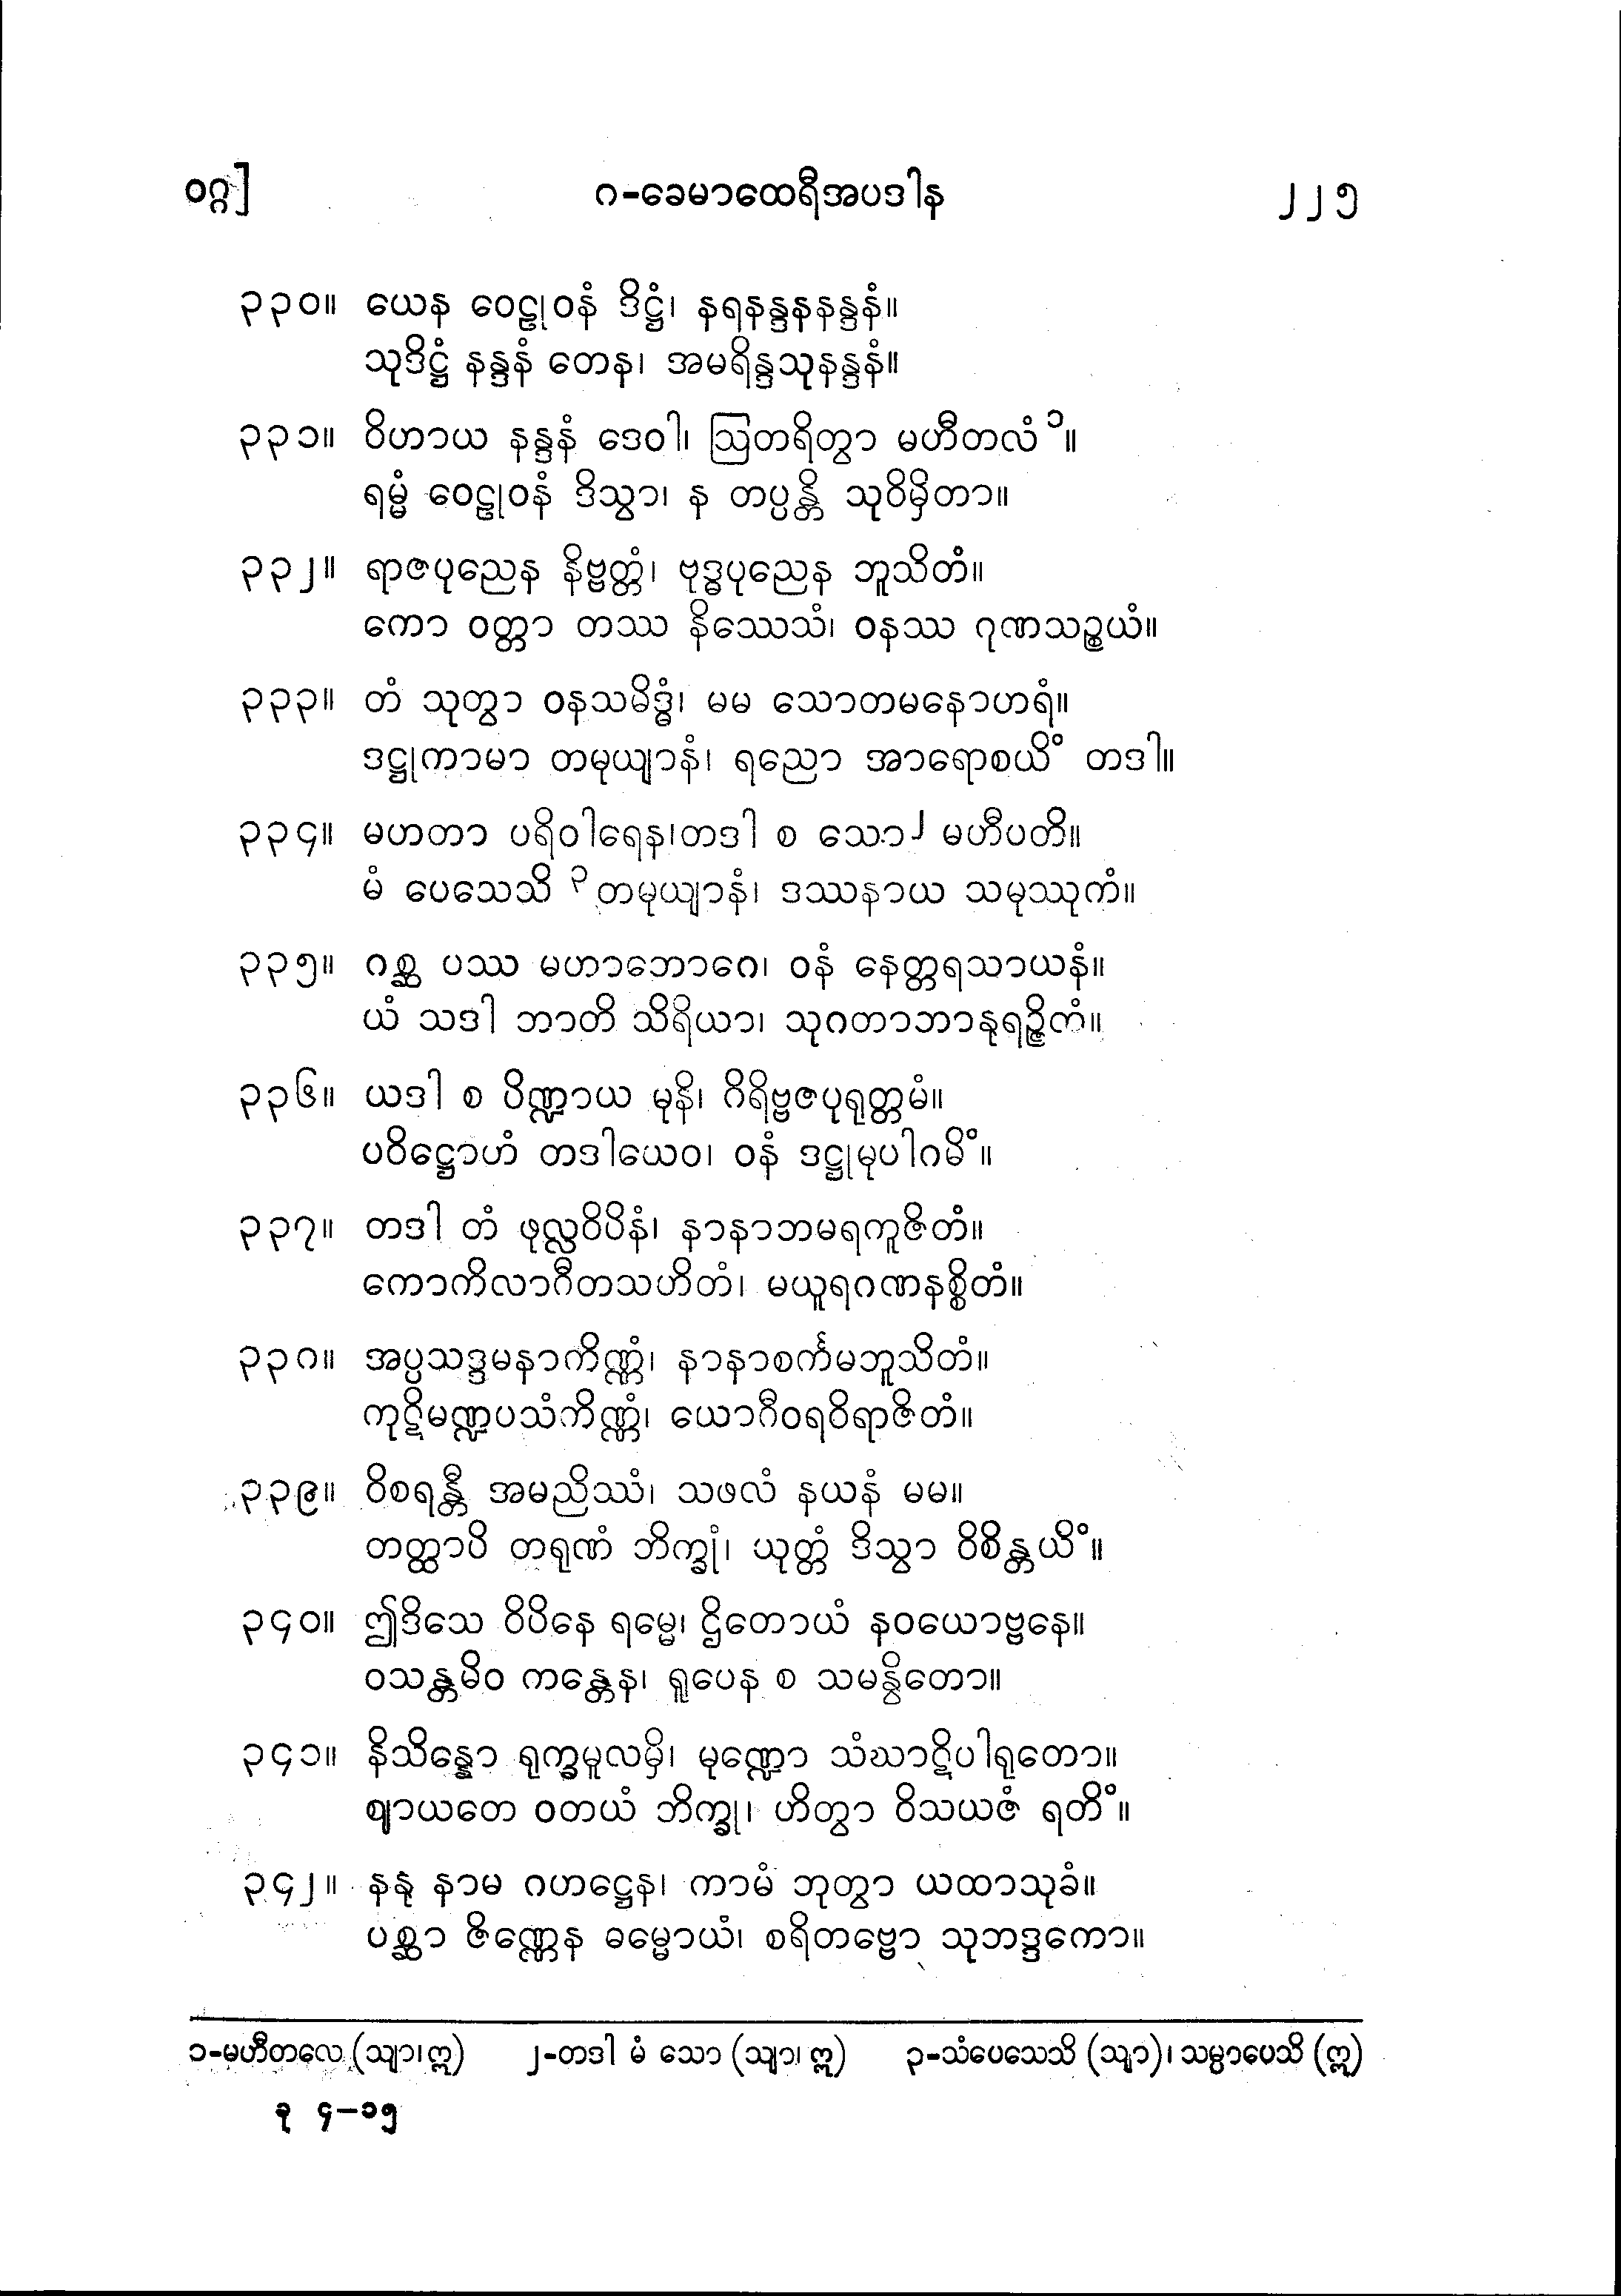 ဝဂ္ဂ] ဂ-ခေမာထေရီအပဒါန ၂၂၅
၃၃၀။ ယေန ဝေဠုဝနံ ဒိဋ္ဌံ၊ နရနန္ဒနနန္ဒနံ။
သုဒိဋ္ဌံ နန္ဒနံ တေန၊ အမရိန္ဒသုနန္ဒနံ။
၃၃၁။ ဝိဟာယ နန္ဒနံ ဒေဝါ၊ ဩတရိတွာ မဟီတလံ ၁။
ရမ္မံ ဝေဠုဝနံ ဒိသွာ၊ န တပ္ပန္တိ သုဝိမှိတာ။
၃၃၂။ ရာဇပုညေန နိဗ္ဗတ္တံ၊ ဗုဒ္ဓပုညေန ဘူသိတံ။
ကော ဝတ္တာ တဿ နိဿေသံ၊ ဝနဿ ဂုဏသဉ္စယံ။
၃၃၃။ တံ သုတွာ ဝနသမိဒ္ဓံ၊ မမ သောတမနောဟရံ။
ဒဋ္ဌုကာမာ တမုယျာနံ၊ ရညော အာရောစယိံ တဒါ။
၃၃၄။ မဟတာ ပရိဝါရေန၊တဒါ စ သော၂ မဟီပတိ။
မံ ပေသေသိ ၃ တမုယျာနံ၊ ဒဿနာယ သမုဿုကံ။
၃၃၅။ ဂစ္ဆ ပဿ မဟာဘောဂေ၊ ဝနံ နေတ္တရသာယနံ။
ယံ သဒါ ဘာတိ သိရိယာ၊ သုဂတာဘာနုရဉ္ဇိတံ။
၃၃၆။ ယဒါ စ ပိဏ္ဍာယ မုနိ၊ ဂိရိဗ္ဗဇပုရုတ္တမံ။
ပဝိဋ္ဌောဟံ တဒါယေဝ၊ ဝနံ ဒဋ္ဌုမုပါဂမိံ။
၃၃၇။ တဒါ တံ ဖုလ္လဝိပိနံ၊ နာနာဘမရကူဇိတံ။
ကောကိလာဂီတသဟိတံ၊ မယူရဂဏနစ္စိတံ။
၃၃၈။ အပ္ပသဒ္ဒမနာကိဏ္ဏံ၊ နာနာစင်္ကမဘူသိတံ။
ကုဋိမဏ္ဍပသံကိဏ္ဏံ၊ ယောဂီဝရဝိရာဇိတံ။
၃၃၉။ ဝိစရန္တီ အမညိဿံ၊ သဖလံ နယနံ မမ။
တတ္ထာပိ တရုဏံ ဘိက္ခုံ၊ ယုတ္တံ ဒိသွာ ဝိစိန္တယိံ။
၃၄၀။ ဤဒိသေ ဝိပိနေ ရမ္မေ၊ ဌိတောယံ နဝယောဗ္ဗနေ။
ဝသန္တမိဝ ကန္တေန၊ ရူပေန စ သမန္ဝိတော။
၃၄၁။ နိသိန္နော ရုက္ခမူလမှိ၊ မုဏ္ဍော သံဃာဋိပါရုတော။
ဈာယတေ ဝတယံ ဘိက္ခု၊ ဟိတွာ ဝိသယဇံ ရတိံ။
၃၄၂။ နနု နာမ ဂဟဋ္ဌေန၊ ကာမံ ဘုတွာ ယထာသုခံ။
ပစ္ဆာ ဇိဏ္ဏေန ဓမ္မောယံ၊ စရိတဗ္ဗော သုဘဒ္ဒကော။
၁-မဟီတလေ (သျာ၊ဣ) ၂-တဒါ မံ သော (သျာ၊ ဣ) ၃-သံပေသေသိ (သျာ)၊ သမ္ပာပေသိ (ဣ)
ခု ၄-၁၅